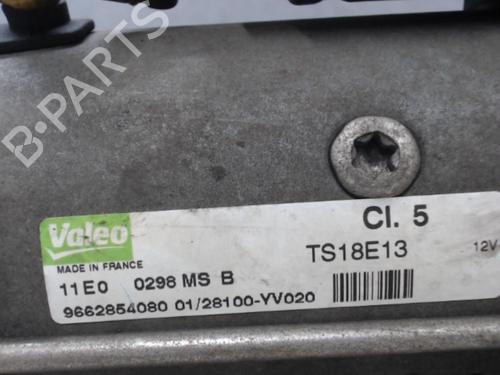 B-PARTS
Valeo
Cl. 5
MADE IN FRANCE
TS18E13
12V
11E0 0298 MS B
9662854080 01/28100-YV020